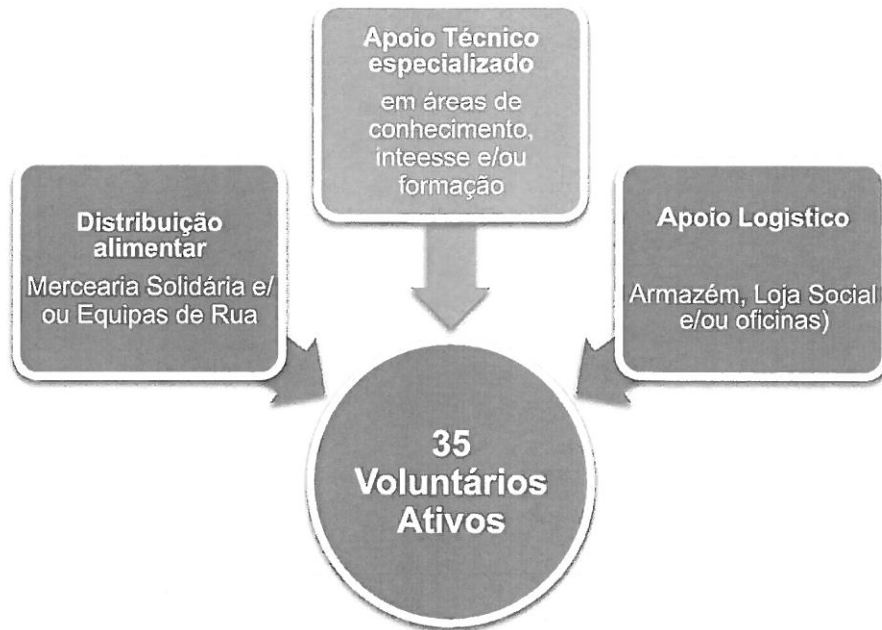 Apoio Técnico
especializado
em áreas de
conhecimento,
inteesse e/ou
formação
Distribuição
alimentar
Mercearia Solidária e/
ou Equipas de Rua
Apoio Logistico
Armazém, Loja Social
e/ou oficinas)
35
Voluntários
Ativos